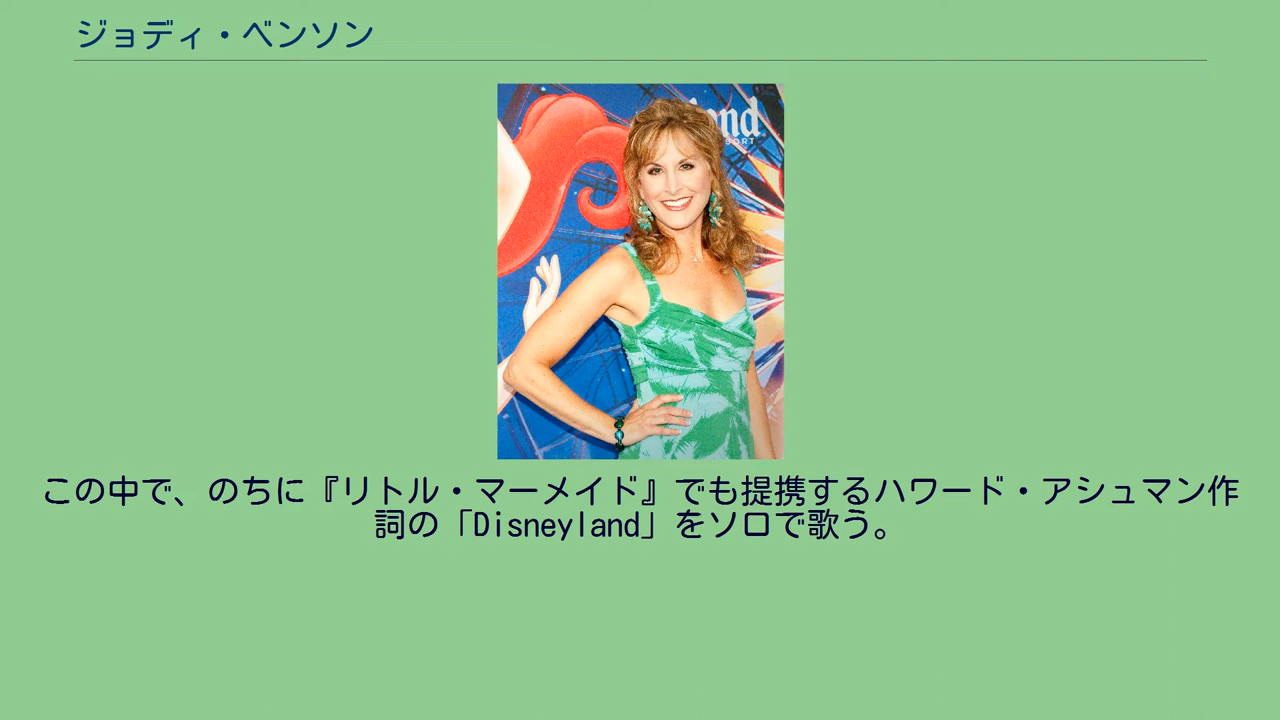 ジョディ・ベンソン
land
SORT
この中で、のちに『リトル・マーメイド』でも提携するハワード・アシュマン作
詞の「Disneyland」をソロで歌う。